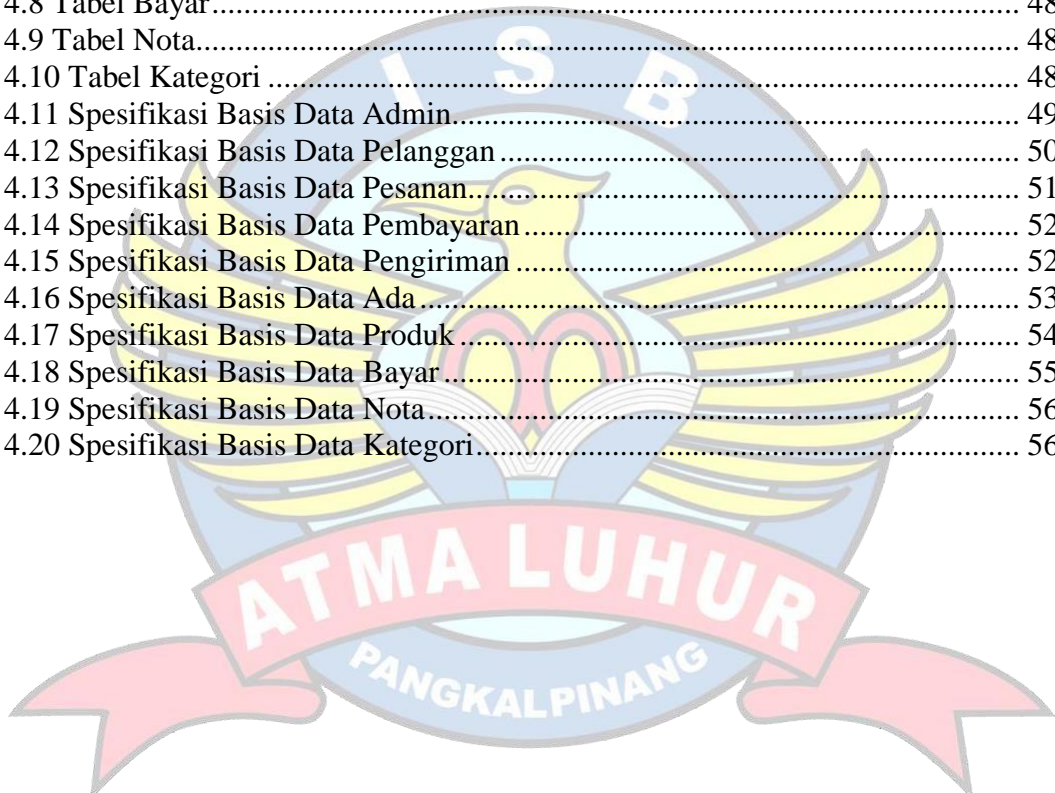 4.8 Tabel Bayar.......... 48
4.9 Tabel Nota.......... 48
4.10 Tabel Kategori .......... 48
4.11 Spesifikasi Basis Data Admin.......... 49
4.12 Spesifikasi Basis Data Pelanggan .......... 50
4.13 Spesifikasi Basis Data Pesanan.......... 51
4.14 Spesifikasi Basis Data Pembayaran .......... 52
4.15 Spesifikasi Basis Data Pengiriman .......... 52
4.16 Spesifikasi Basis Data Ada .......... 53
4.17 Spesifikasi Basis Data Produk .......... 54
4.18 Spesifikasi Basis Data Bayar .......... 55
4.19 Spesifikasi Basis Data Nota .......... 56
4.20 Spesifikasi Basis Data Kategori.......... 56
I S B
ATMA LUHUR
PANGKALPINANG